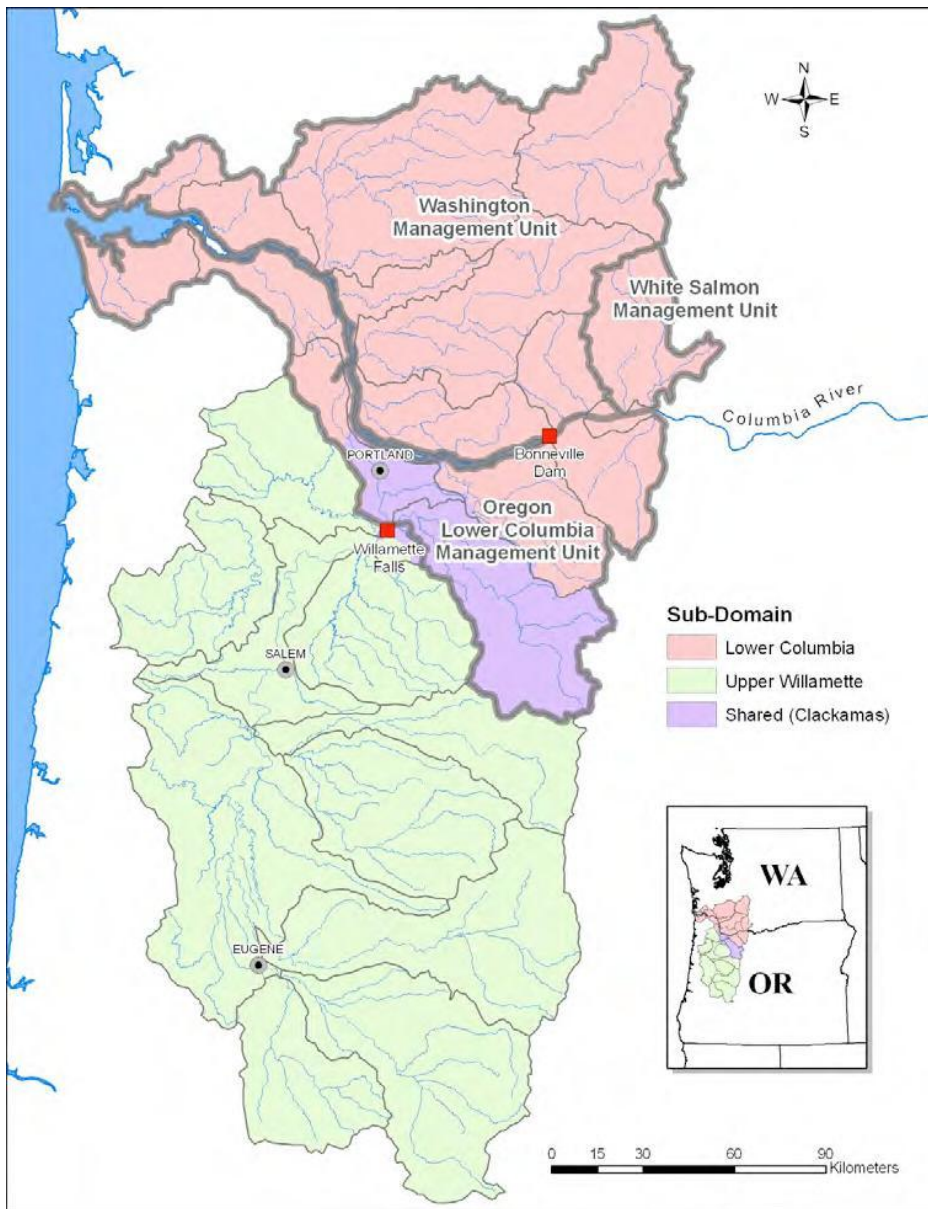 N
W E
S
Washington
Management Unit
White Salmon
Management Unit
Columbia River
PORTLAND
Bonneville
Dam
Oregon
Lower Columbia
Management Unit
Willamette
Falls
Sub-Domain
Lower Columbia
SALEM
Upper Willamette
Shared (Clackamas)
WA
EUGENE
OR
0 15 30 60 90
Kilometers